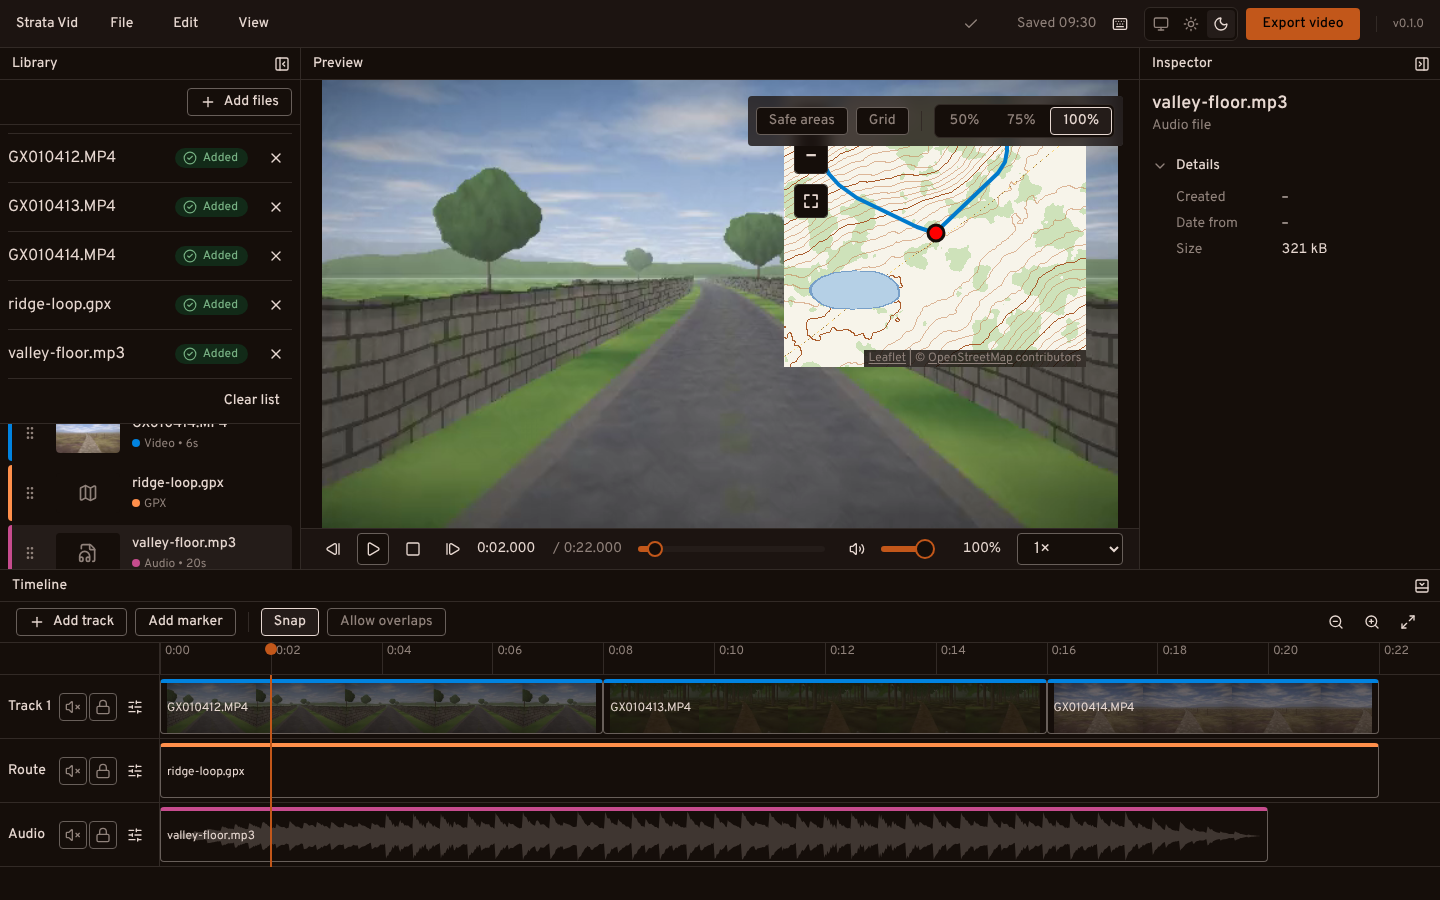 Strata Vid File Edit View Saved 09:30 Export video v0.1.0
Library
Add files
GX010412.MP4 Added
GX010413.MP4 Added
GX010414.MP4 Added
ridge-loop.gpx Added
valley-floor.mp3 Added
Clear list
GX010414.MP4
Video • 6s
ridge-loop.gpx
GPX
valley-floor.mp3
Audio • 20s
Preview
Safe areas Grid 50% 75% 100%
Leaflet | © OpenStreetMap contributors
0:02.000 / 0:22.000 100% 1×
Inspector
valley-floor.mp3
Audio file
Details
Created –
Date from –
Size 321 kB
Timeline
Add track Add marker Snap Allow overlaps
0:00 0:02 0:04 0:06 0:08 0:10 0:12 0:14 0:16 0:18 0:20 0:22
Track 1 GX010412.MP4 GX010413.MP4 GX010414.MP4
Route ridge-loop.gpx
Audio valley-floor.mp3